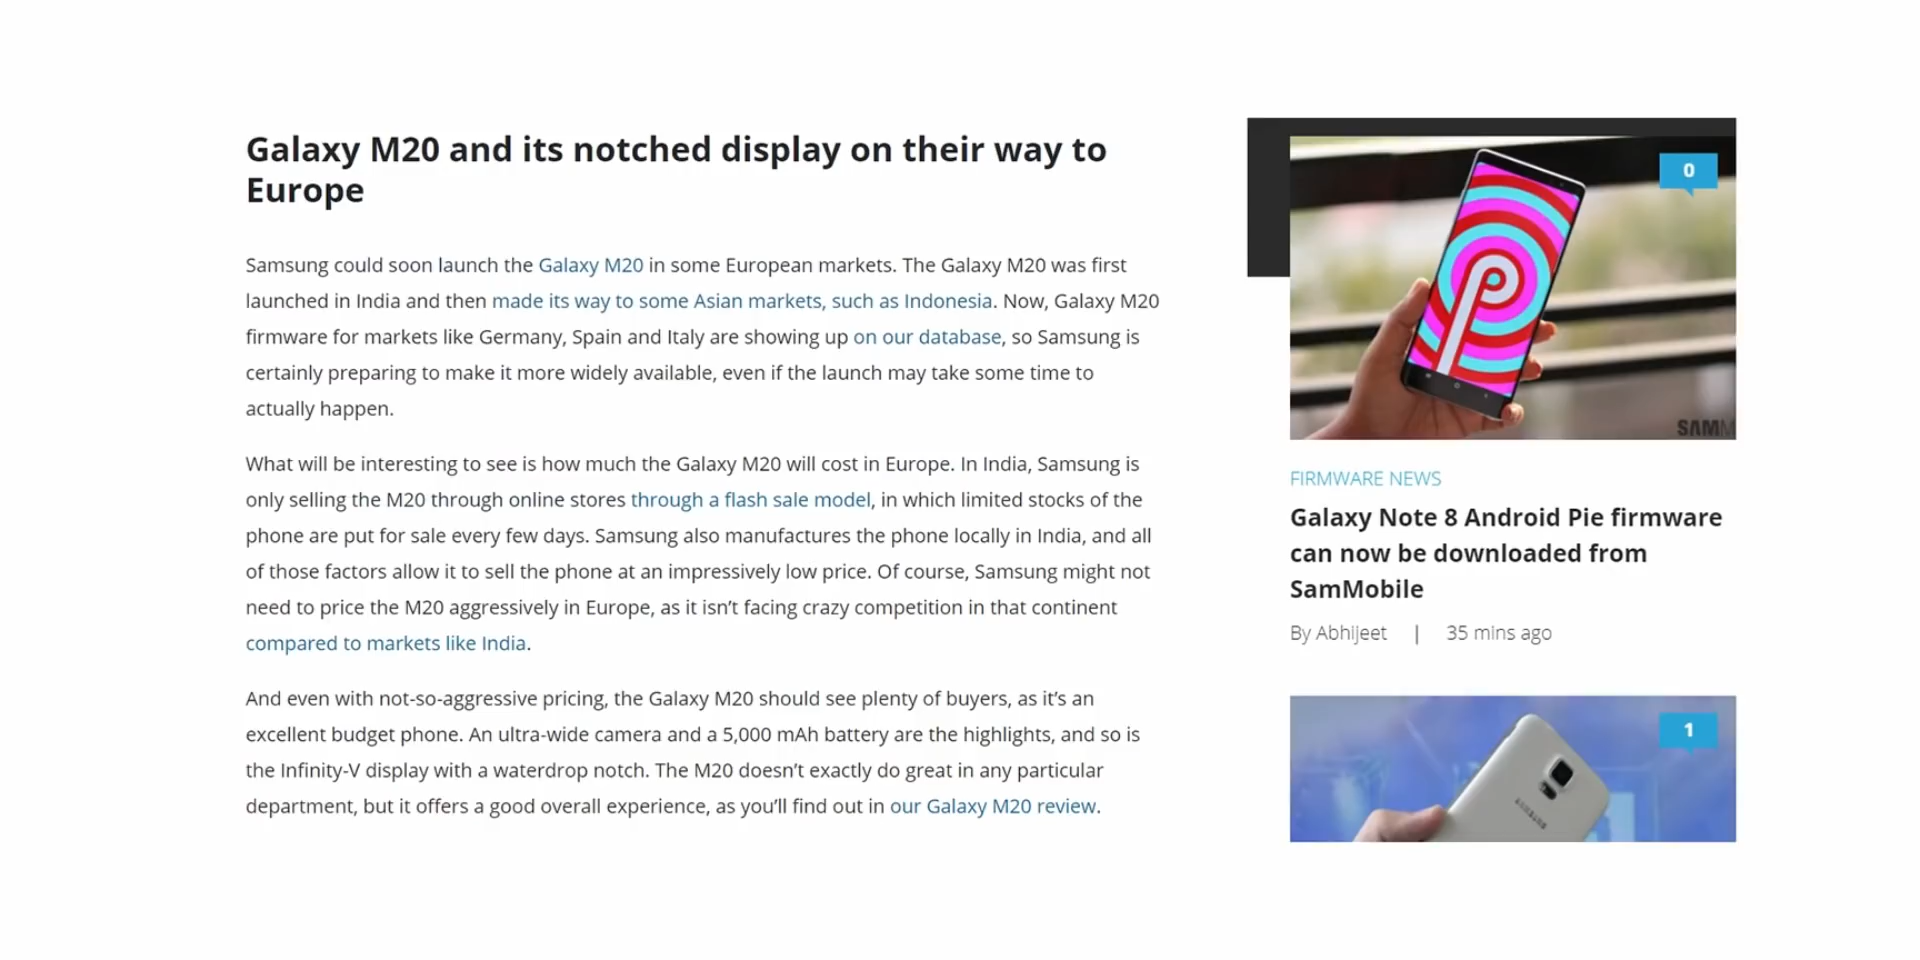 Galaxy M20 and its notched display on their way to
Europe
Samsung could soon launch the Galaxy M20 in some European markets. The Galaxy M20 was first
launched in India and then made its way to some Asian markets, such as Indonesia. Now, Galaxy M20
firmware for markets like Germany, Spain and Italy are showing up on our database, so Samsung is
certainly preparing to make it more widely available, even if the launch may take some time to
actually happen.
What will be interesting to see is how much the Galaxy M20 will cost in Europe. In India, Samsung is
only selling the M20 through online stores through a flash sale model, in which limited stocks of the
phone are put for sale every few days. Samsung also manufactures the phone locally in India, and all
of those factors allow it to sell the phone at an impressively low price. Of course, Samsung might not
need to price the M20 aggressively in Europe, as it isn’t facing crazy competition in that continent
compared to markets like India.
And even with not-so-aggressive pricing, the Galaxy M20 should see plenty of buyers, as it’s an
excellent budget phone. An ultra-wide camera and a 5,000 mAh battery are the highlights, and so is
the Infinity-V display with a waterdrop notch. The M20 doesn’t exactly do great in any particular
department, but it offers a good overall experience, as you’ll find out in our Galaxy M20 review.
0
SAMM
FIRMWARE NEWS
Galaxy Note 8 Android Pie firmware
can now be downloaded from
SamMobile
By Abhijeet | 35 mins ago
1
SAMSUNG